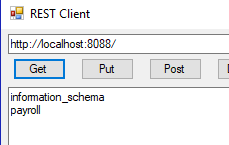 REST Client
http://localhost:8088/
Get Put Post
information_schema
payroll